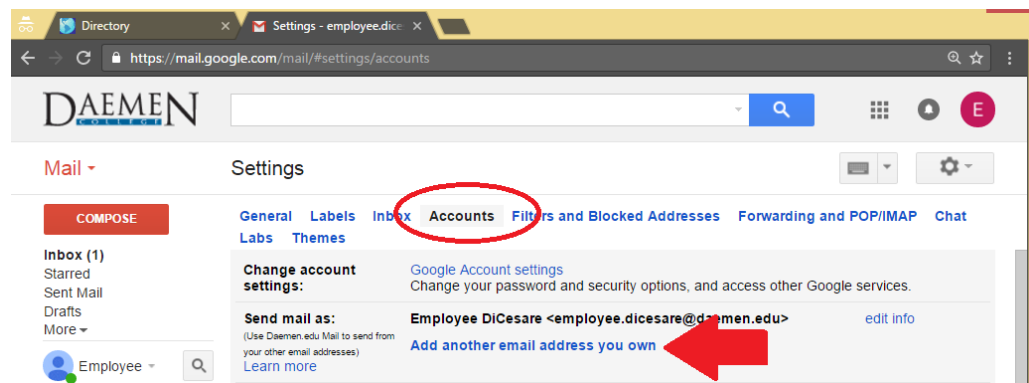 Directory
Settings - employee.dice
https://mail.google.com/mail/#settings/accounts
DAEMEN
COLLEGE
E
Mail
Settings
COMPOSE
General Labels Inbox Accounts Filters and Blocked Addresses Forwarding and POP/IMAP Chat
Labs Themes
Inbox (1)
Starred
Sent Mail
Drafts
More
Employee
Change account
settings:
Google Account settings
Change your password and security options, and access other Google services.
Send mail as:
(Use Daemen.edu Mail to send from
your other email addresses)
Learn more
Employee DiCesare <employee.dicesare@daemen.edu> edit info
Add another email address you own